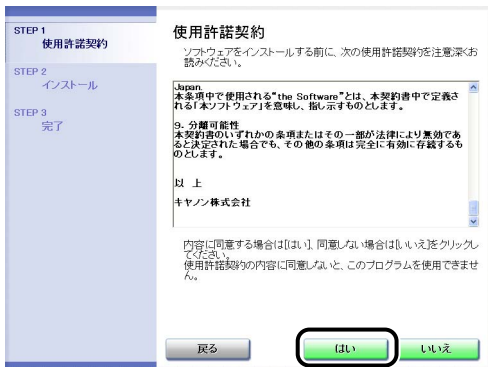 STEP 1
使用許諾契約
STEP 2
インストール
STEP 3
完了
使用許諾契約
ソフトウェアをインストールする前に、次の使用許諾契約を注意深くお
読みください。
Japan.
本条項中で使用される“the Software”とは、本契約書中で定義さ
れる「本ソフトウェア」を意味し、指し示すものとします。
9. 分離可能性
本契約書のいずれかの条項またはその一部が法律により無効であ
ると決定された場合でも、その他の条項は完全に有効に存続するも
のとします。
以 上
キヤノン株式会社
内容に同意する場合は[はい]、同意しない場合は[いいえ]をクリックし
てください。
使用許諾契約の内容に同意しないと、このプログラムを使用できませ
ん。
戻る
はい
いいえ